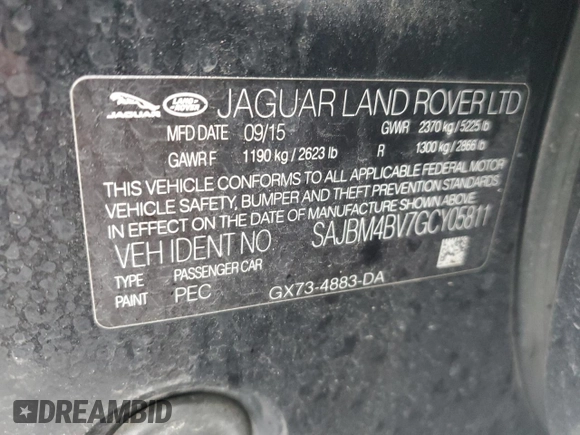 JAGUAR LAND-ROVER JAGUAR LAND ROVER LTD
MFD DATE 09/15 GWR 2370 kg / 5225 lb
GAWR F 1190 kg / 2623 lb R 1300 kg / 2866 lb
THIS VEHICLE CONFORMS TO ALL APPLICABLE FEDERAL MOTOR
VEHICLE SAFETY, BUMPER AND THEFT PREVENTION STANDARDS
IN EFFECT ON THE DATE OF MANUFACTURE SHOWN ABOVE.
VEH IDENT NO SAJBM4BV7GCY05811
TYPE PASSENGER CAR
PAINT PEC GX73-4883-DA
DREAMBID